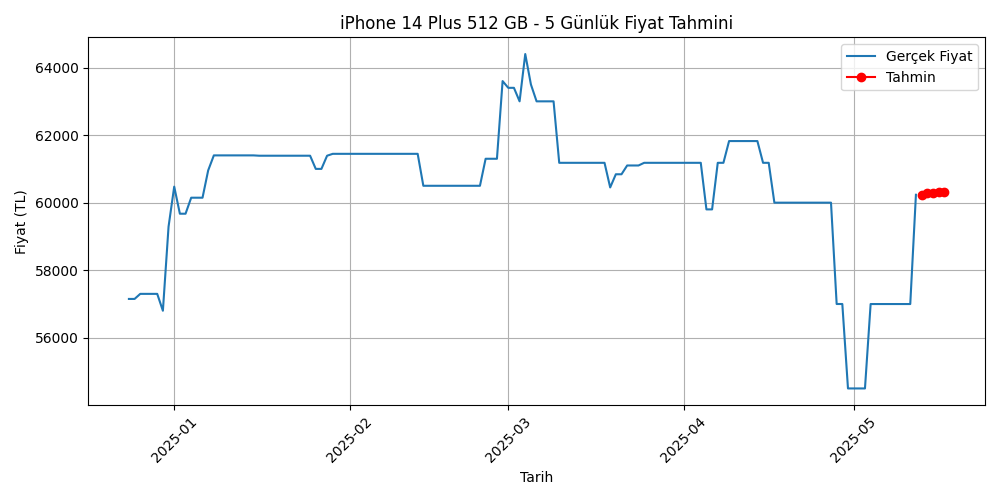 iPhone 14 Plus 512 GB - 5 Günlük Fiyat Tahmini
Gerçek Fiyat
Tahmin
Fiyat (TL)
64000
62000
60000
58000
56000
2025-01
2025-02
2025-03
2025-04
2025-05
Tarih